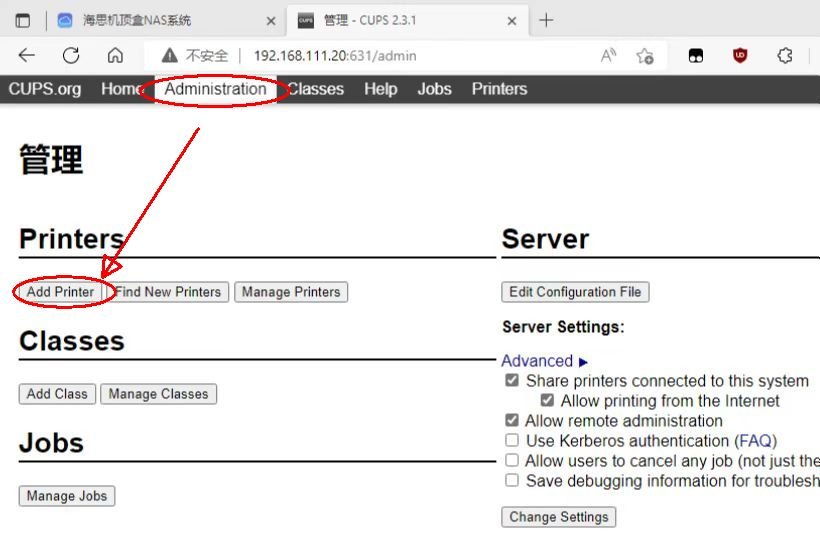 海思机顶盒NAS系统
CUPS
管理 - CUPS 2.3.1
不安全
192.168.111.20:631/admin
CUPS.org Home Administration Classes Help Jobs Printers
管理
Printers
Add Printer Find New Printers Manage Printers
Classes
Add Class Manage Classes
Jobs
Manage Jobs
Server
Edit Configuration File
Server Settings:
Advanced ▶
Share printers connected to this system
Allow printing from the Internet
Allow remote administration
Use Kerberos authentication (FAQ)
Allow users to cancel any job (not just the
Save debugging information for troublesh
Change Settings